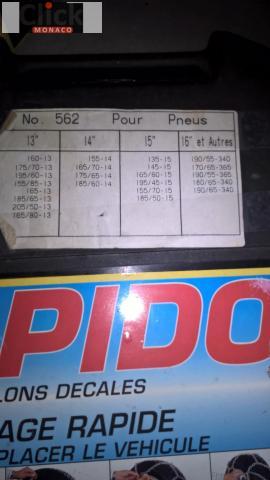 Click
MONACO
No. 562 Pour Pneus
13" 14" 15" 16" et Autres
160-13 155-14 135-15 190/55-340
175/70-13 165/70-14 145-15 170/65-365
195/60-13 175/65-14 165/60-15 190/55-365
155/85-13 185/60-14 195/45-15 180/65-340
165-13 155/70-15 190/65-340
185/65-13 185/50-15
205/50-13
165/80-13
PIDO
LONS DECALES
AGE RAPIDE
PLACER LE VEHICULE